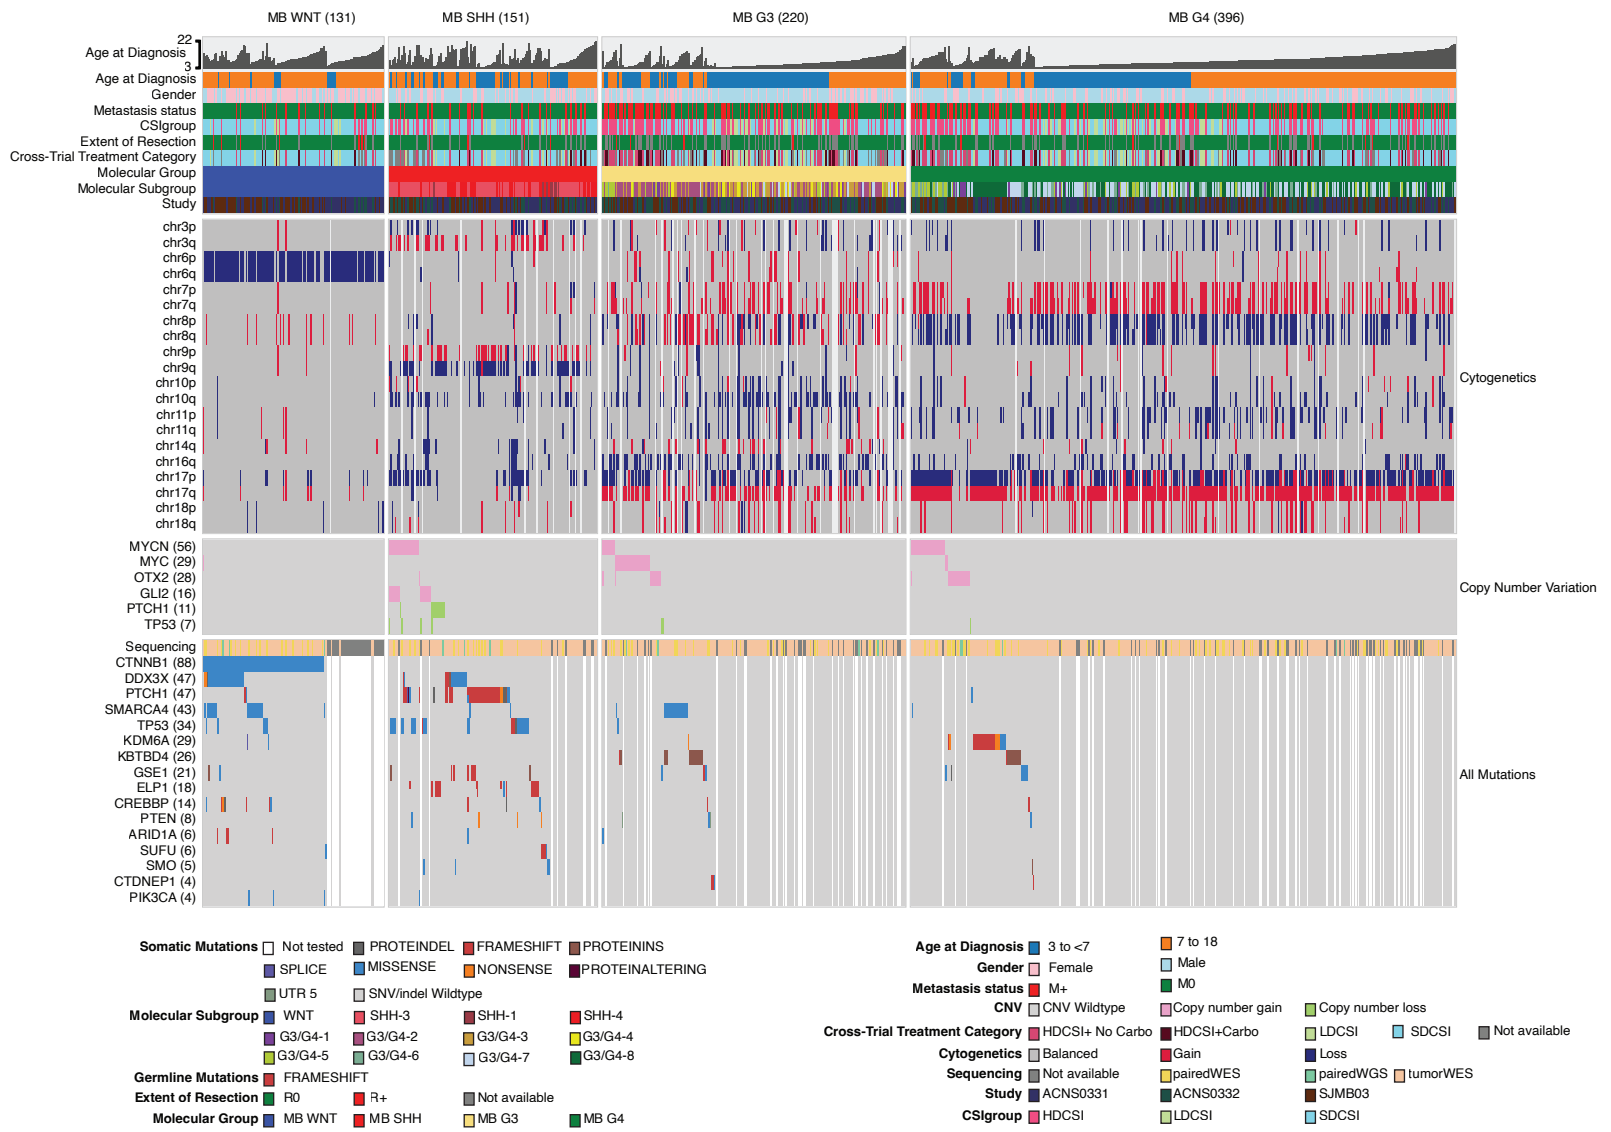 MB WNT (131) MB SHH (151) MB G3 (220) MB G4 (396)
22
Age at Diagnosis
3
Age at Diagnosis
Gender
Metastasis status
CSIgroup
Extent of Resection
Cross-Trial Treatment Category
Molecular Group
Molecular Subgroup
Study
chr3p
chr3q
chr6p
chr6q
chr7p
chr7q
chr8p
chr8q
chr9p
chr9q
chr10p
chr10q
chr11p
chr11q
chr14q
chr16q
chr17p
chr17q
chr18p
chr18q
Cytogenetics
MYCN (56)
MYC (29)
OTX2 (28)
GLI2 (16)
PTCH1 (11)
TP53 (7)
Copy Number Variation
Sequencing
CTNNB1 (88)
DDX3X (47)
PTCH1 (47)
SMARCA4 (43)
TP53 (34)
KDM6A (29)
KBTBD4 (26)
GSE1 (21)
ELP1 (18)
CREBBP (14)
PTEN (8)
ARID1A (6)
SUFU (6)
SMO (5)
CTDNEP1 (4)
PIK3CA (4)
All Mutations
Somatic Mutations Not tested PROTEINDEL FRAMESHIFT PROTEININS
SPLICE MISSENSE NONSENSE PROTEINALTERING
UTR 5 SNV/indel Wildtype
Molecular Subgroup WNT SHH-3 SHH-1 SHH-4
G3/G4-1 G3/G4-2 G3/G4-3 G3/G4-4
G3/G4-5 G3/G4-6 G3/G4-7 G3/G4-8
Germline Mutations FRAMESHIFT
Extent of Resection R0 R+ Not available
Molecular Group MB WNT MB SHH MB G3 MB G4
Age at Diagnosis 3 to <7 7 to 18
Gender Female Male
Metastasis status M+ M0
CNV CNV Wildtype Copy number gain Copy number loss
Cross-Trial Treatment Category HDCSI+ No Carbo HDCSI+Carbo LDCSI SDCSI Not available
Cytogenetics Balanced Gain Loss
Sequencing Not available pairedWES pairedWGS tumorWES
Study ACNS0331 ACNS0332 SJMB03
CSIgroup HDCSI LDCSI SDCSI